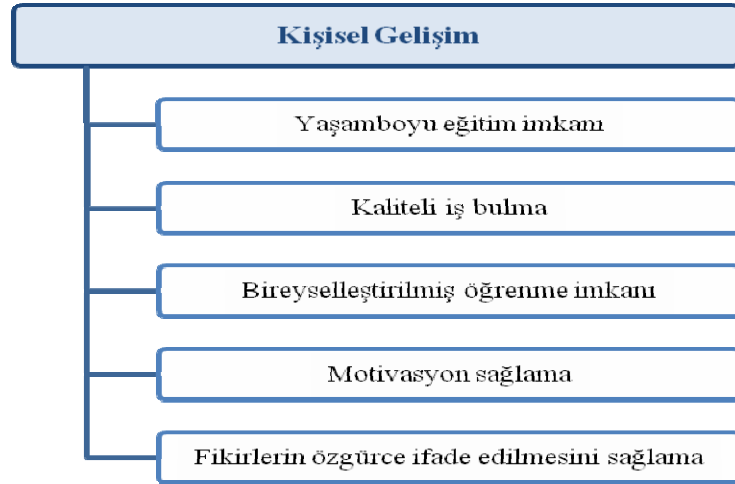 Kişisel Gelişim
Yaşamboyu eğitim imkanı
Kaliteli iş bulma
Bireyselleştirilmiş öğrenme imkanı
Motivasyon sağlama
Fikirlerin özgürce ifade edilmesini sağlama